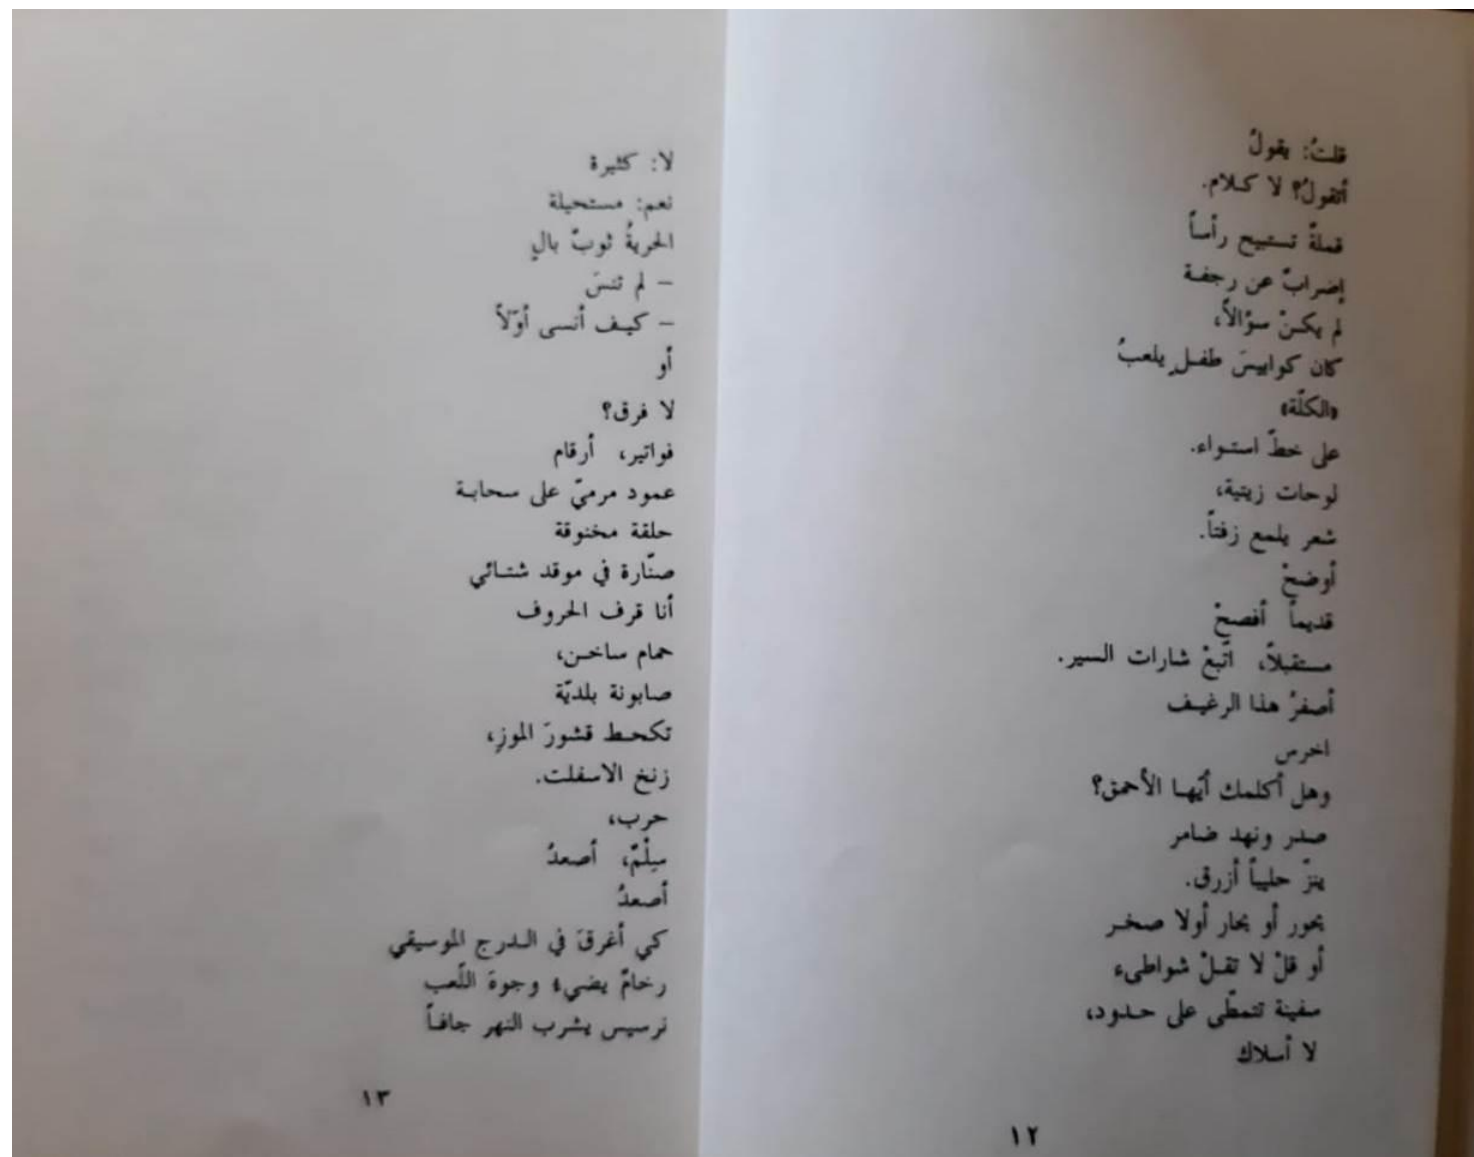 قلتُ: يقولُ
أتقولُ؟ لا كلام.
قملةٌ تستبيح رأساً
إضرابٌ عن رجفة
لم يكنْ سؤالاً،
كان كوابيسَ طفلٍ يلعبُ
«الكلّة»
على خطّ استواء.
لوحات زيتية،
شعر يلمع زفتاً.
أوضحْ
قديماً أفصحْ
مستقبلاً، اتّبعْ شارات السير.
أصفرُ هذا الرغيف
اخرس
وهل أكلمك أيّها الأحمق؟
صدر ونهد ضامر
ينزّ حليباً أزرق.
بحور أو بحار أولا صخر
أو قلْ لا تقلْ شواطىء
سفينة تتمطّى على حدود،
لا أسلاك
١٢
لا: كثيرة
نعم: مستحيلة
الحريةُ ثوبٌ بالٍ
– لم تنسَ
– كيف أنسى أوّلاً
أو
لا فرق؟
فواتير، أرقام
عمود مرميّ على سحابة
حلقة مخنوقة
صنّارة في موقد شتائي
أنا قرف الحروف
حمام ساخن،
صابونة بلديّة
تكحط قشورَ الموزِ،
زنخ الاسفلت.
حرب،
سِلْمٌ، أصعدُ
أصعدُ
كي أغرقَ في الدرج الموسيقي
رخامٌ يضيء وجوهَ اللّعب
نرسيس يشرب النهر جافاً
١٣